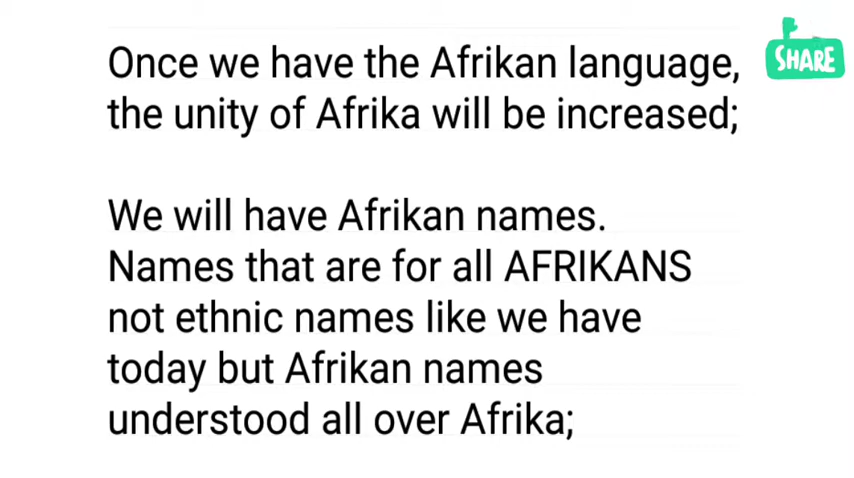 Once we have the Afrikan language,
the unity of Afrika will be increased;
We will have Afrikan names.
Names that are for all AFRIKANS
not ethnic names like we have
today but Afrikan names
understood all over Afrika;
SHARE